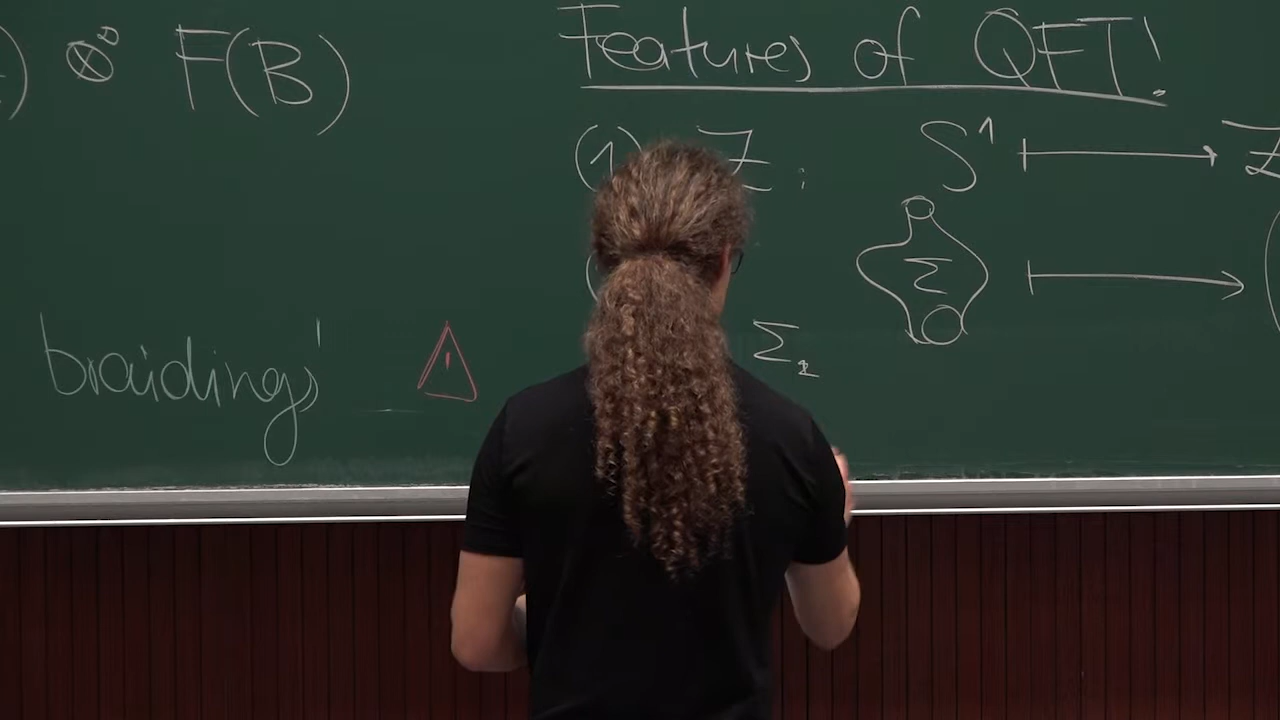 ) ⊗ᴰ F(B)
braidings !
Features of QFT!
(1) Z : S¹ ↦ Z
Σ ↦ (
Σ₂